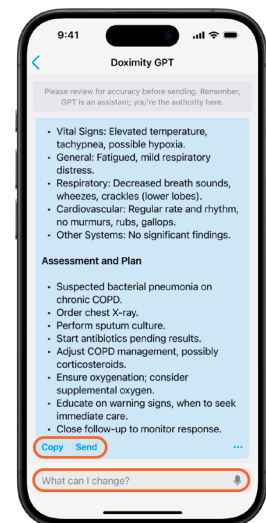 9:41
Doximity GPT
Please review for accuracy before sending. Remember,
GPT is an assistant; you're the authority here.
• Vital Signs: Elevated temperature,
tachypnea, possible hypoxia.
• General: Fatigued, mild respiratory
distress.
• Respiratory: Decreased breath sounds,
wheezes, crackles (lower lobes).
• Cardiovascular: Regular rate and rhythm,
no murmurs, rubs, gallops.
• Other Systems: No significant findings.
Assessment and Plan
• Suspected bacterial pneumonia on
chronic COPD.
• Order chest X-ray.
• Perform sputum culture.
• Start antibiotics pending results.
• Adjust COPD management, possibly
corticosteroids.
• Ensure oxygenation; consider
supplemental oxygen.
• Educate on warning signs, when to seek
immediate care.
• Close follow-up to monitor response.
Copy Send ...
What can I change?